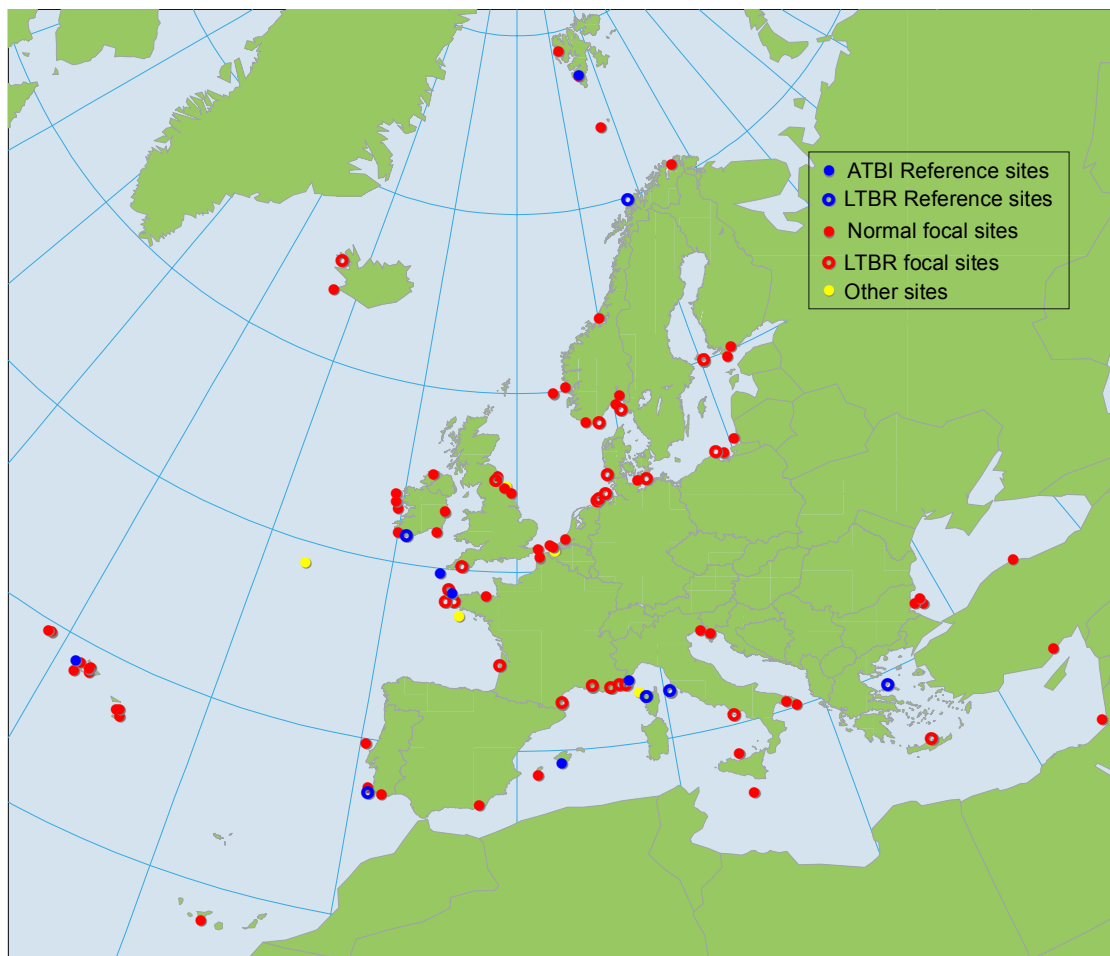 ATBI Reference sites
LTBR Reference sites
Normal focal sites
LTBR focal sites
Other sites